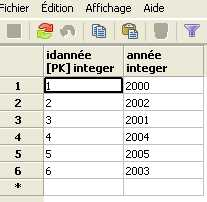 Fichier Édition Affichage Aide
idannée année
[PK] integer integer
1 1 2000
2 2 2002
3 3 2001
4 4 2004
5 5 2005
6 6 2003
*